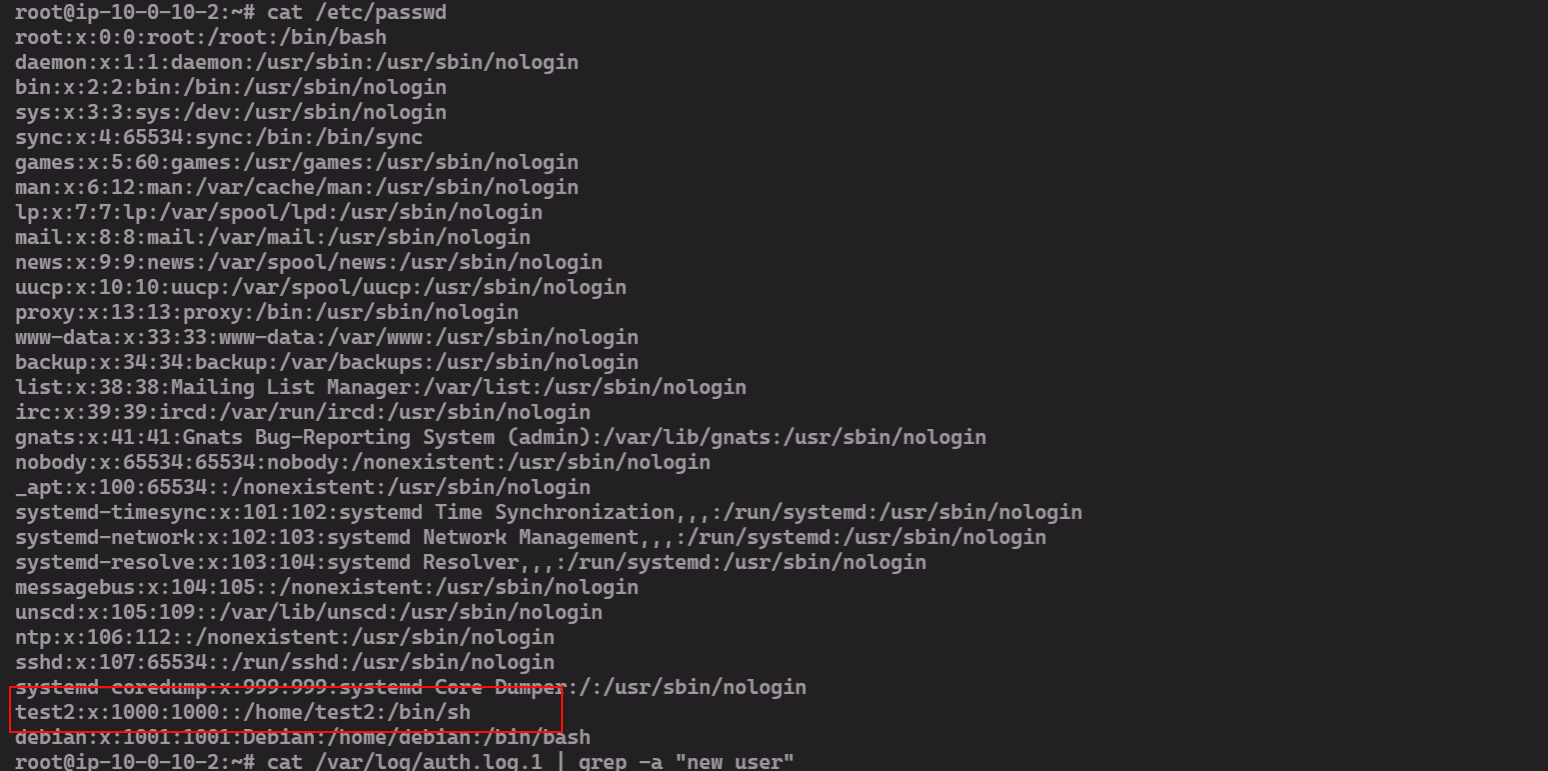 root@ip-10-0-10-2:~# cat /etc/passwd
root:x:0:0:root:/root:/bin/bash
daemon:x:1:1:daemon:/usr/sbin:/usr/sbin/nologin
bin:x:2:2:bin:/bin:/usr/sbin/nologin
sys:x:3:3:sys:/dev:/usr/sbin/nologin
sync:x:4:65534:sync:/bin:/bin/sync
games:x:5:60:games:/usr/games:/usr/sbin/nologin
man:x:6:12:man:/var/cache/man:/usr/sbin/nologin
lp:x:7:7:lp:/var/spool/lpd:/usr/sbin/nologin
mail:x:8:8:mail:/var/mail:/usr/sbin/nologin
news:x:9:9:news:/var/spool/news:/usr/sbin/nologin
uucp:x:10:10:uucp:/var/spool/uucp:/usr/sbin/nologin
proxy:x:13:13:proxy:/bin:/usr/sbin/nologin
www-data:x:33:33:www-data:/var/www:/usr/sbin/nologin
backup:x:34:34:backup:/var/backups:/usr/sbin/nologin
list:x:38:38:Mailing List Manager:/var/list:/usr/sbin/nologin
irc:x:39:39:ircd:/var/run/ircd:/usr/sbin/nologin
gnats:x:41:41:Gnats Bug-Reporting System (admin):/var/lib/gnats:/usr/sbin/nologin
nobody:x:65534:65534:nobody:/nonexistent:/usr/sbin/nologin
_apt:x:100:65534::/nonexistent:/usr/sbin/nologin
systemd-timesync:x:101:102:systemd Time Synchronization,,,:/run/systemd:/usr/sbin/nologin
systemd-network:x:102:103:systemd Network Management,,,:/run/systemd:/usr/sbin/nologin
systemd-resolve:x:103:104:systemd Resolver,,,:/run/systemd:/usr/sbin/nologin
messagebus:x:104:105::/nonexistent:/usr/sbin/nologin
unscd:x:105:109::/var/lib/unscd:/usr/sbin/nologin
ntp:x:106:112::/nonexistent:/usr/sbin/nologin
sshd:x:107:65534::/run/sshd:/usr/sbin/nologin
systemd-coredump:x:999:999:systemd Core Dumper:/:/usr/sbin/nologin
test2:x:1000:1000::/home/test2:/bin/sh
debian:x:1001:1001:Debian:/home/debian:/bin/bash
root@ip-10-0-10-2:~# cat /var/log/auth.log.1 | grep -a "new user"